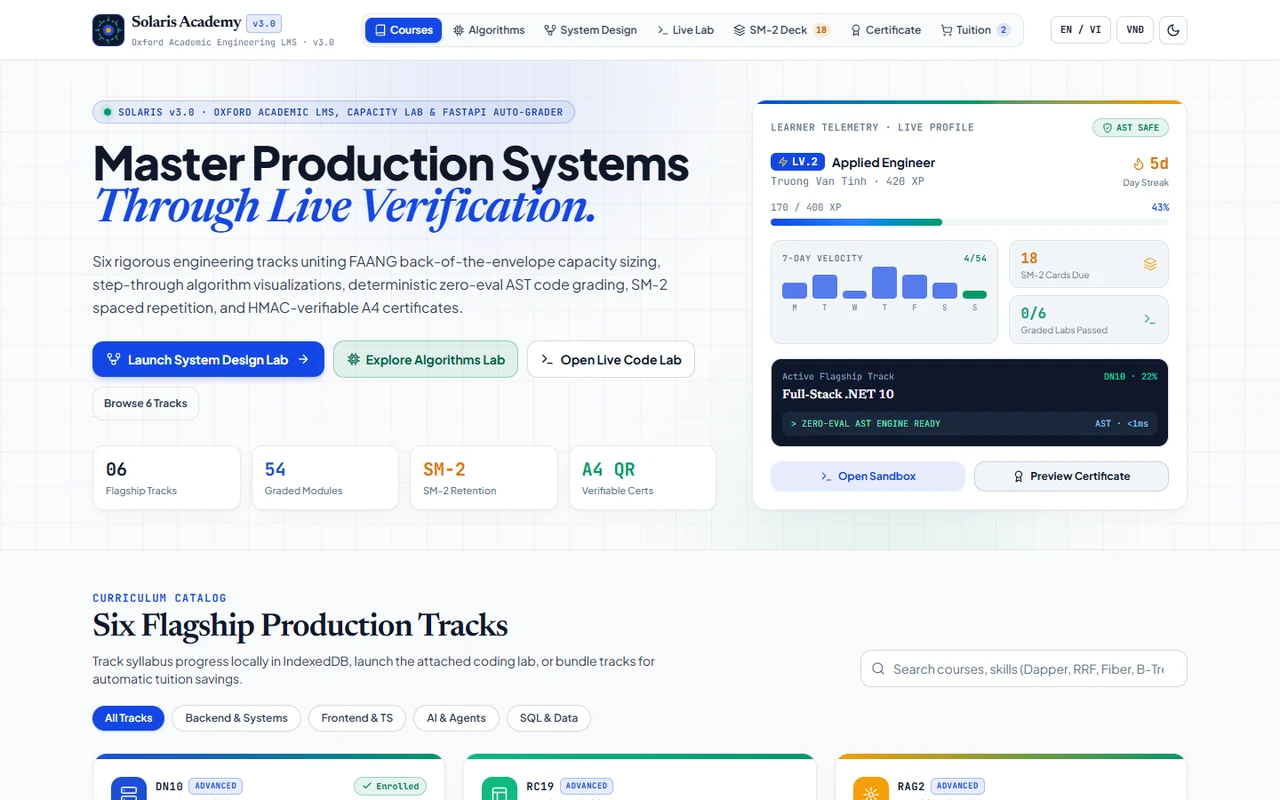 Solaris Academy v3.0
Oxford Academic Engineering LMS · v3.0
Courses
Algorithms
System Design
Live Lab
SM-2 Deck 18
Certificate
Tuition 2
EN / VI
VNĐ
SOLARIS v3.0 · OXFORD ACADEMIC LMS, CAPACITY LAB & FASTAPI AUTO-GRADER
Master Production Systems
Through Live Verification.
Six rigorous engineering tracks uniting FAANG back-of-the-envelope capacity sizing,
step-through algorithm visualizations, deterministic zero-eval AST code grading, SM-2
spaced repetition, and HMAC-verifiable A4 certificates.
Launch System Design Lab
Explore Algorithms Lab
Open Live Code Lab
Browse 6 Tracks
06
Flagship Tracks
54
Graded Modules
SM-2
SM-2 Retention
A4 QR
Verifiable Certs
LEARNER TELEMETRY · LIVE PROFILE
AST SAFE
LV.2 Applied Engineer
5d
Truong Van Tinh · 420 XP
Day Streak
170 / 400 XP
43%
7-DAY VELOCITY
4/54
M T W T F S S
18
SM-2 Cards Due
0/6
Graded Labs Passed
Active Flagship Track
DN10 · 22%
Full-Stack .NET 10
> ZERO-EVAL AST ENGINE READY
AST · <1ms
Open Sandbox
Preview Certificate
CURRICULUM CATALOG
Six Flagship Production Tracks
Track syllabus progress locally in IndexedDB, launch the attached coding lab, or bundle tracks for
automatic tuition savings.
Search courses, skills (Dapper, RRF, Fiber, B-Tre
All Tracks
Backend & Systems
Frontend & TS
AI & Agents
SQL & Data
DN10 ADVANCED
Enrolled
RC19 ADVANCED
RAG2 ADVANCED